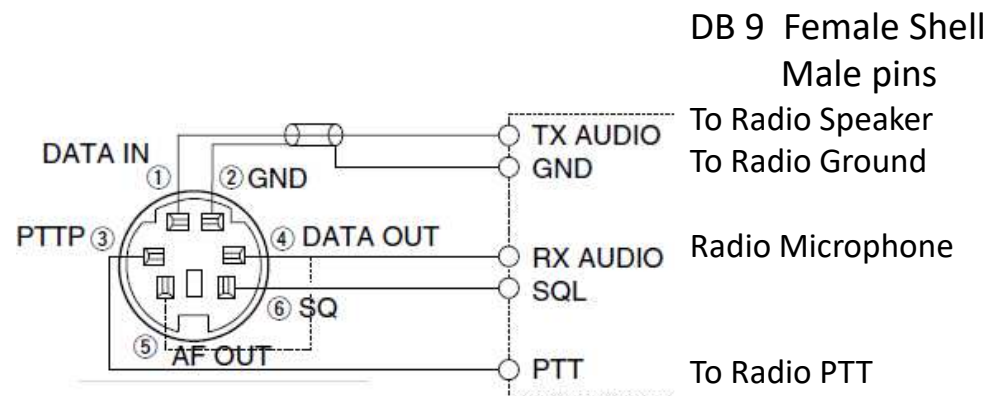 DB 9 Female Shell
Male pins
To Radio Speaker
TX AUDIO
DATA IN
To Radio Ground
GND
① ② GND
PTTP ③ ④ DATA OUT
Radio Microphone
RX AUDIO
SQL
⑥ SQ
⑤ AF OUT
PTT
To Radio PTT